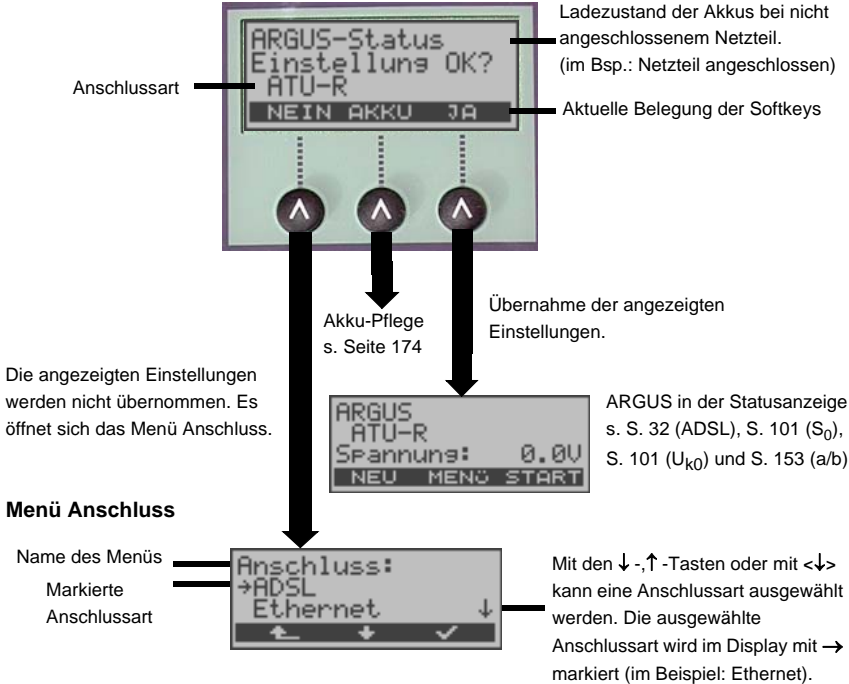 Ladezustand der Akkus bei nicht
angeschlossenem Netzteil.
(im Bsp.: Netzteil angeschlossen)
ARGUS-Status
Einstellung OK?
ATU-R
NEIN AKKU JA
Anschlussart
Aktuelle Belegung der Softkeys
Akku-Pflege
s. Seite 174
Übernahme der angezeigten
Einstellungen.
Die angezeigten Einstellungen
werden nicht übernommen. Es
öffnet sich das Menü Anschluss.
ARGUS
ATU-R
Spannung: 0.0V
NEU MENÜ START
ARGUS in der Statusanzeige
s. S. 32 (ADSL), S. 101 (S0),
S. 101 (Uk0) und S. 153 (a/b)
Menü Anschluss
Name des Menüs
Markierte
Anschlussart
Anschluss:
→ADSL
Ethernet ↓
Mit den ↓ -,↑ -Tasten oder mit <↓>
kann eine Anschlussart ausgewählt
werden. Die ausgewählte
Anschlussart wird im Display mit →
markiert (im Beispiel: Ethernet).